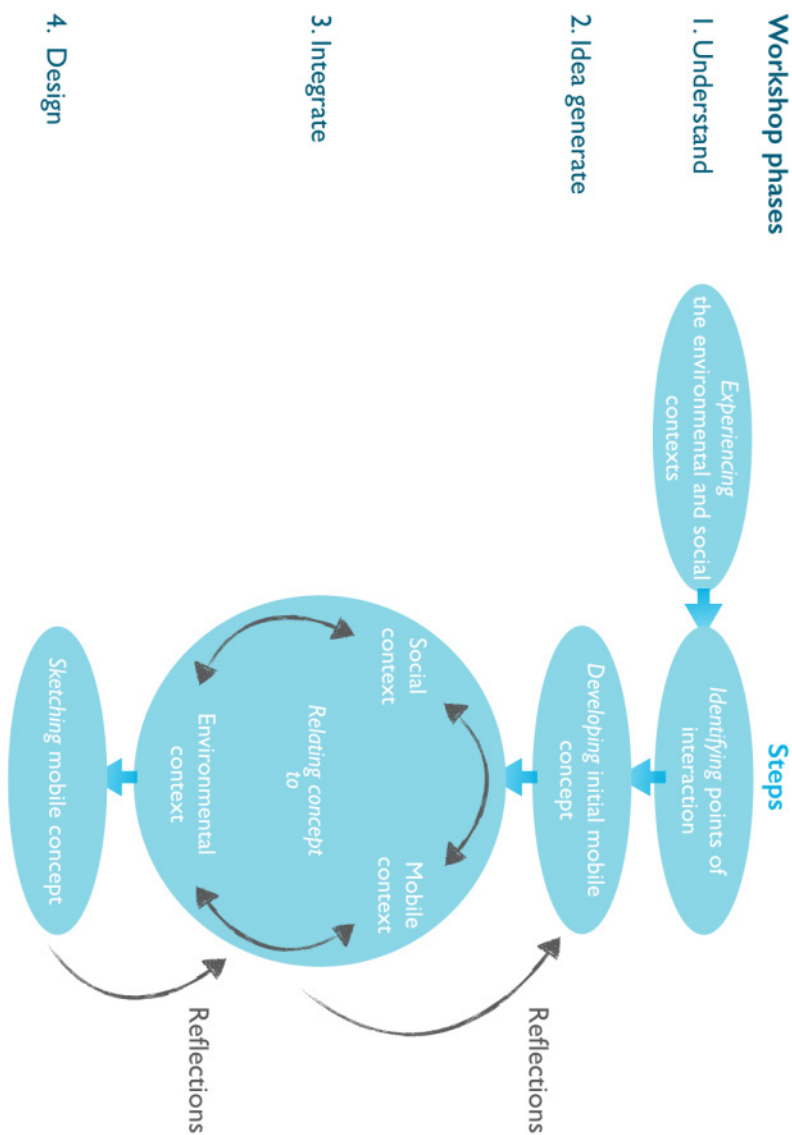 Workshop phases
Steps
1. Understand
Experiencing
the environmental and social
contexts
Identifying points of
interaction
2. Idea generate
Developing initial mobile
concept
Reflections
3. Integrate
Social
context
Mobile
context
Relating concept
to
Environmental
context
Reflections
4. Design
Sketching mobile concept